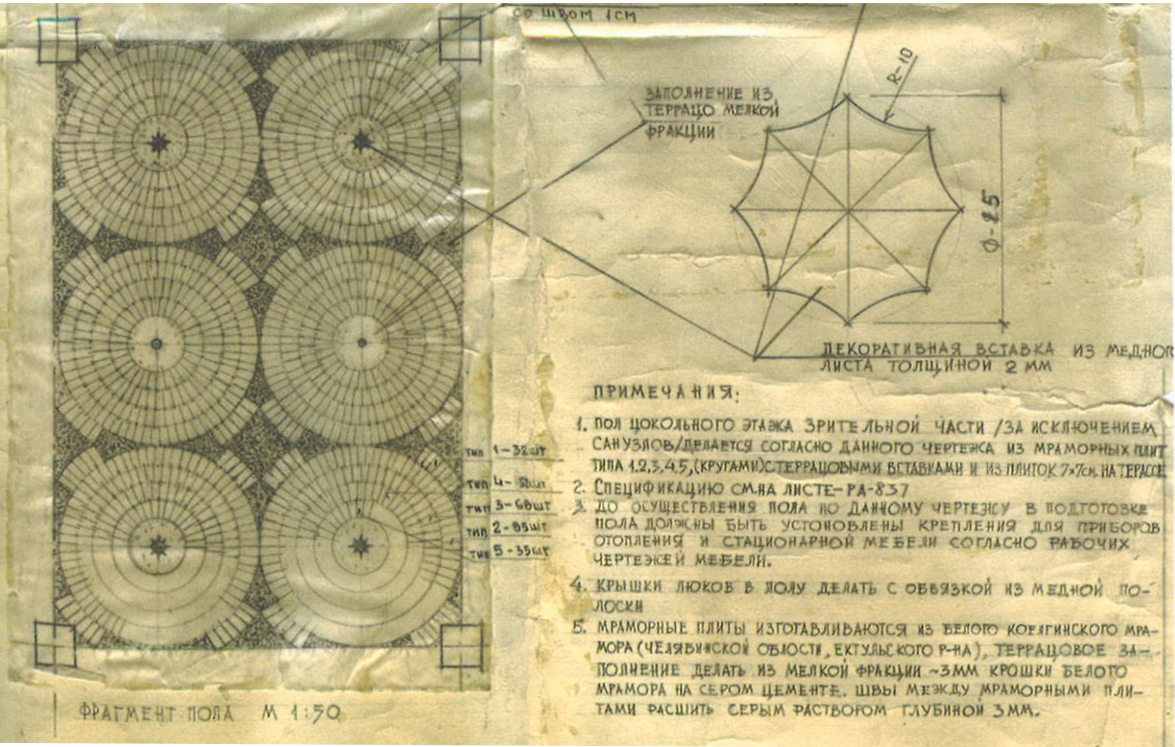 СО ШВОМ 1СМ
ЗАПОЛНЕНИЕ ИЗ
ТЕРРАЦО МЕЛКОЙ
ФРАКЦИИ
R-10
Ф-25
ДЕКОРАТИВНАЯ ВСТАВКА ИЗ МЕДНОГ
ЛИСТА ТОЛЩИНОЙ 2 ММ
ПРИМЕЧАНИЯ:
1. ПОЛ ЦОКОЛЬНОГО ЭТАЖА ЗРИТЕЛЬНОЙ ЧАСТИ /ЗА ИСКЛЮЧЕНИЕМ
САНУЗЛОВ/ДЕЛАЕТСЯ СОГЛАСНО ДАННОГО ЧЕРТЕЖА ИЗ МРАМОРНЫХ ПЛИТ
ТИПА 1,2,3,4,5,(КРУГАМИ)С ТЕРРАЦОВЫМИ ВСТАВКАМИ И ИЗ ПЛИТОК 7×7см. НА ТЕРАССЕ
2. СПЕЦИФИКАЦИЮ СМ.НА ЛИСТЕ-РА-837
3. ДО ОСУЩЕСТВЛЕНИЯ ПОЛА ПО ДАННОМУ ЧЕРТЕЖУ В ПОДГОТОВКЕ
ПОЛА ДОЛЖНЫ БЫТЬ УСТОНОВЛЕНЫ КРЕПЛЕНИЯ ДЛЯ ПРИБОРОВ
ОТОПЛЕНИЯ И СТАЦИОНАРНОЙ МЕБЕЛИ СОГЛАСНО РАБОЧИХ
ЧЕРТЕЖЕЙ МЕБЕЛИ.
4. КРЫШКИ ЛЮКОВ В ПОЛУ ДЕЛАТЬ С ОБВЯЗКОЙ ИЗ МЕДНОЙ ПО-
ЛОСКИ
5. МРАМОРНЫЕ ПЛИТЫ ИЗГОТАВЛИВАЮТСЯ ИЗ БЕЛОГО КОЕЛГИНСКОГО МРА-
МОРА (ЧЕЛЯБИНСКОЙ ОБЛОСТИ, ЕКТУЛЬСКОГО Р-НА), ТЕРРАЦОВОЕ ЗА-
ПОЛНЕНИЕ ДЕЛАТЬ ИЗ МЕЛКОЙ ФРАКЦИИ ~3ММ КРОШКИ БЕЛОГО
МРАМОРА НА СЕРОМ ЦЕМЕНТЕ. ШВЫ МЕЖДУ МРАМОРНЫМИ ПЛИ-
ТАМИ РАСШИТЬ СЕРЫМ РАСТВОРОМ ГЛУБИНОЙ 3ММ.
ТИП 1-32шт
ТИП 4-
ТИП 3-68шт
ТИП 2-85шт
ТИП 5-35шт
ФРАГМЕНТ ПОЛА М 1:50